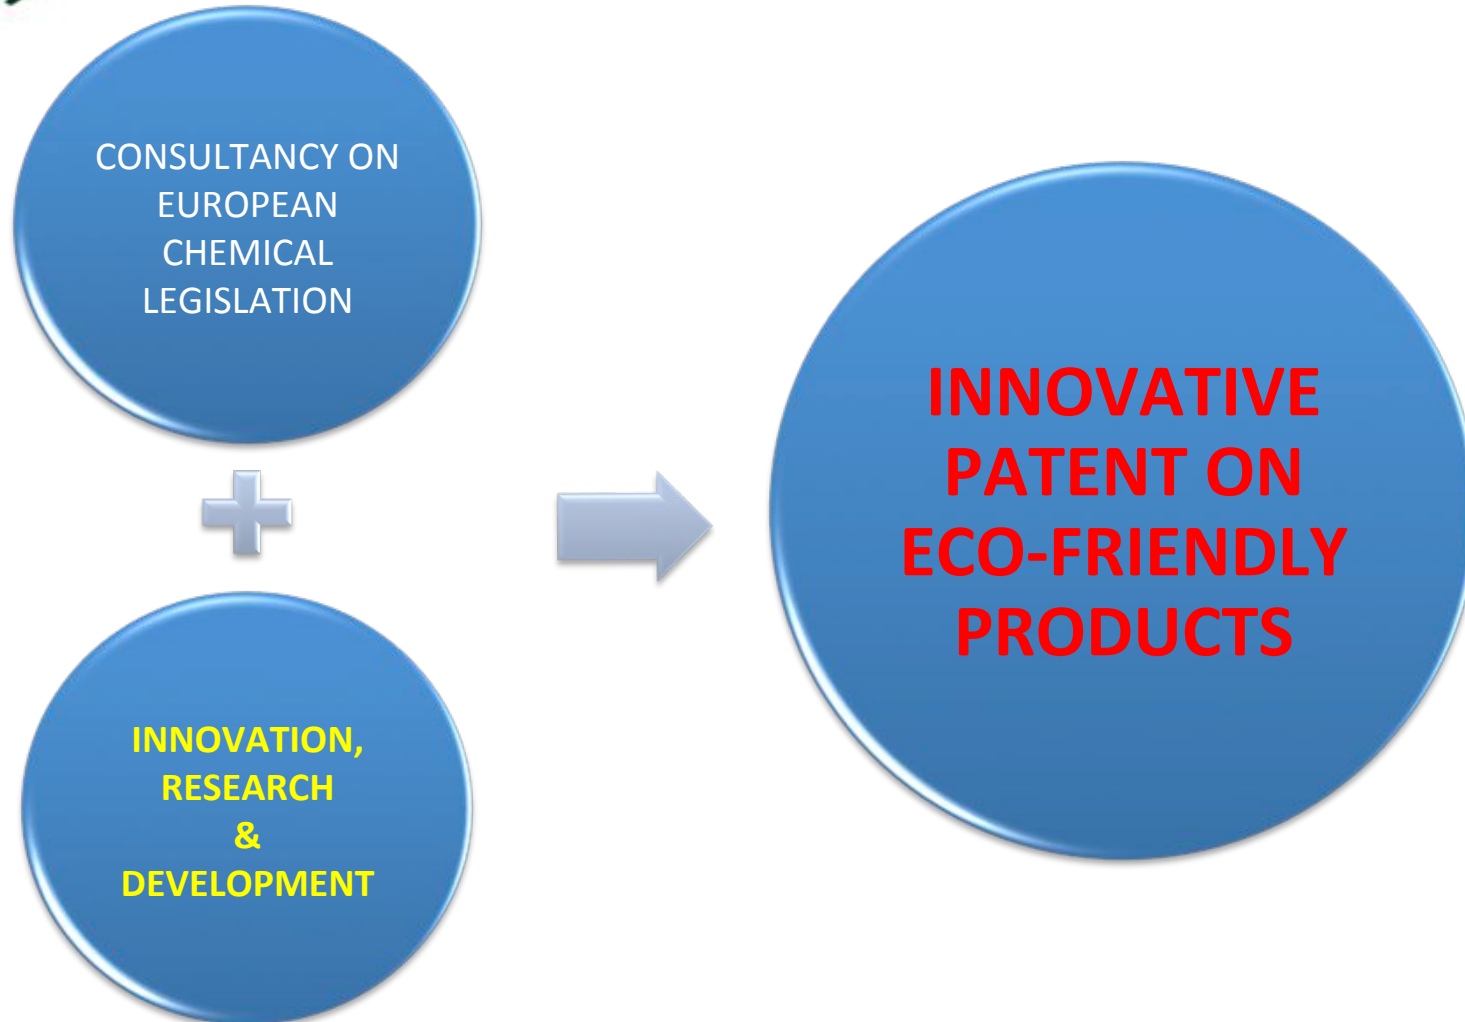 CONSULTANCY ON
EUROPEAN
CHEMICAL
LEGISLATION
INNOVATION,
RESEARCH
&
DEVELOPMENT
INNOVATIVE
PATENT ON
ECO-FRIENDLY
PRODUCTS